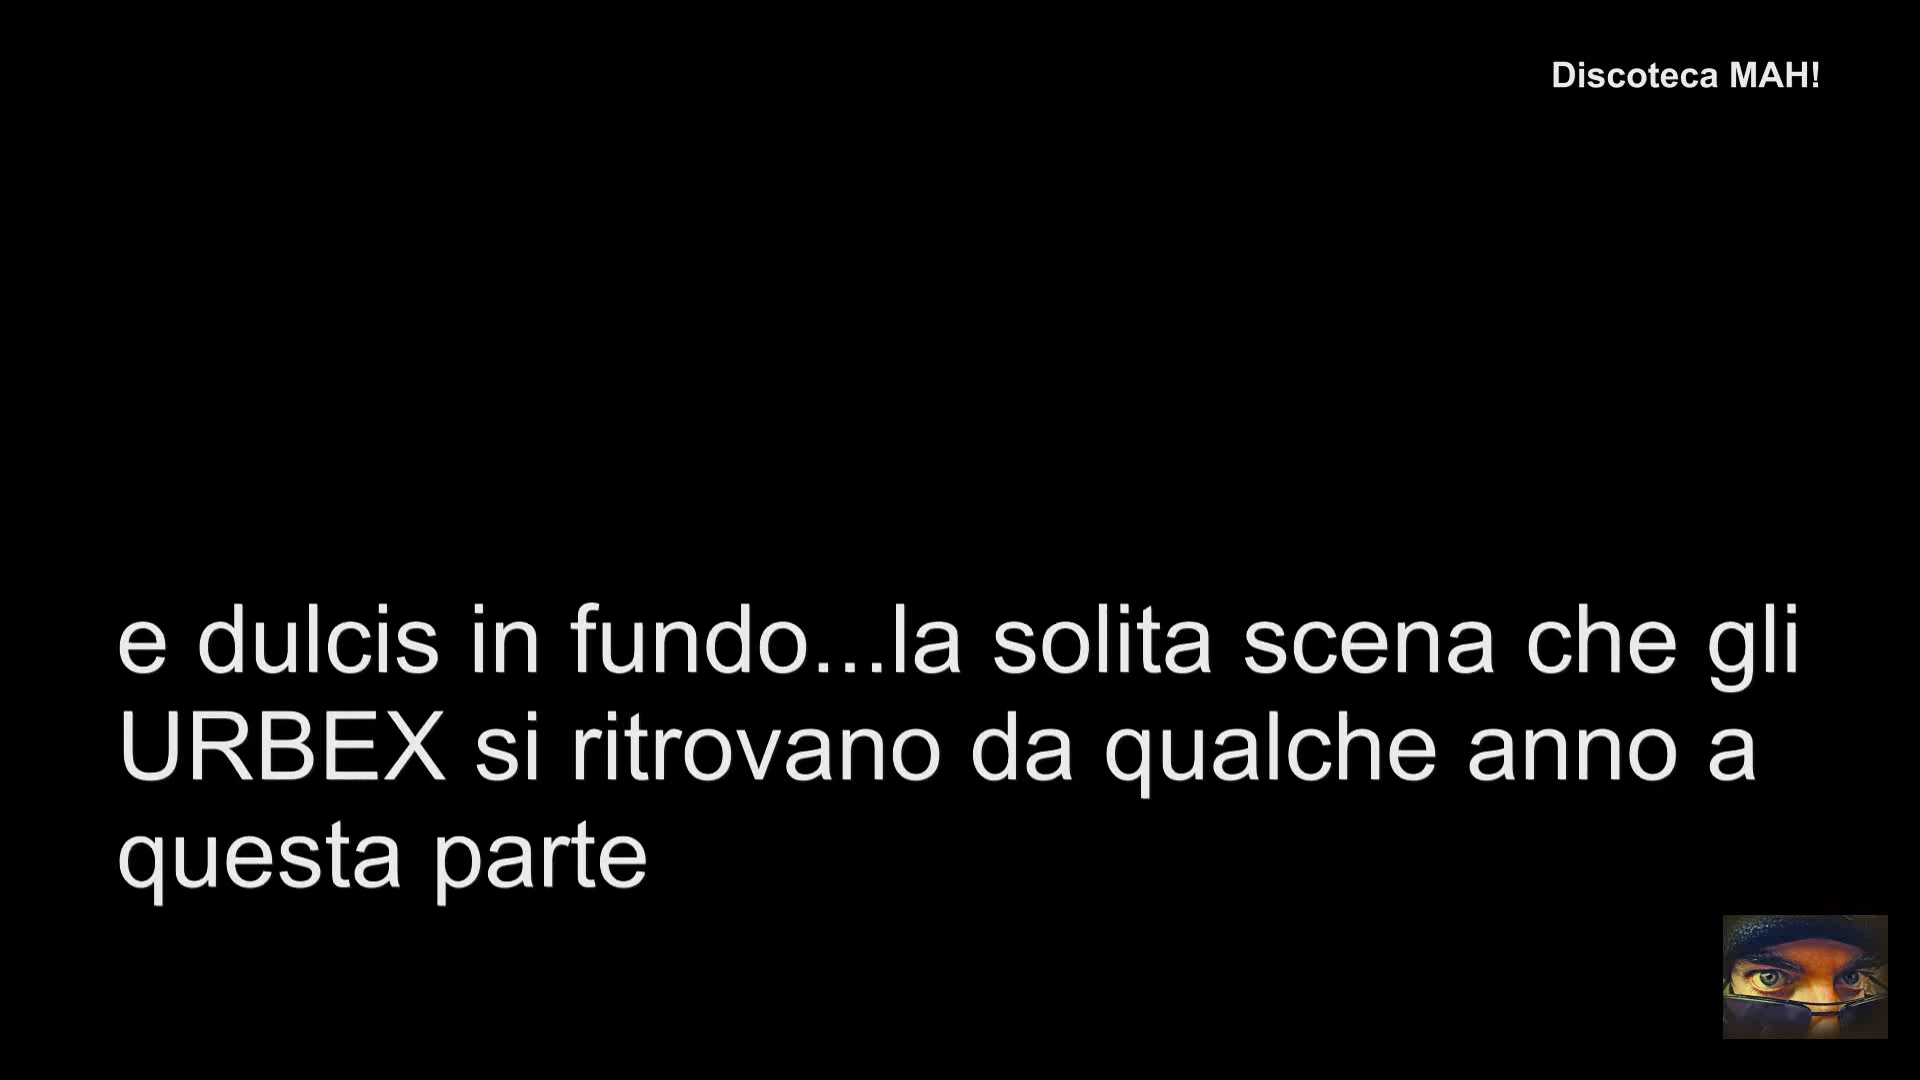 Discoteca MAH!
e dulcis in fundo...la solita scena che gli
URBEX si ritrovano da qualche anno a
questa parte